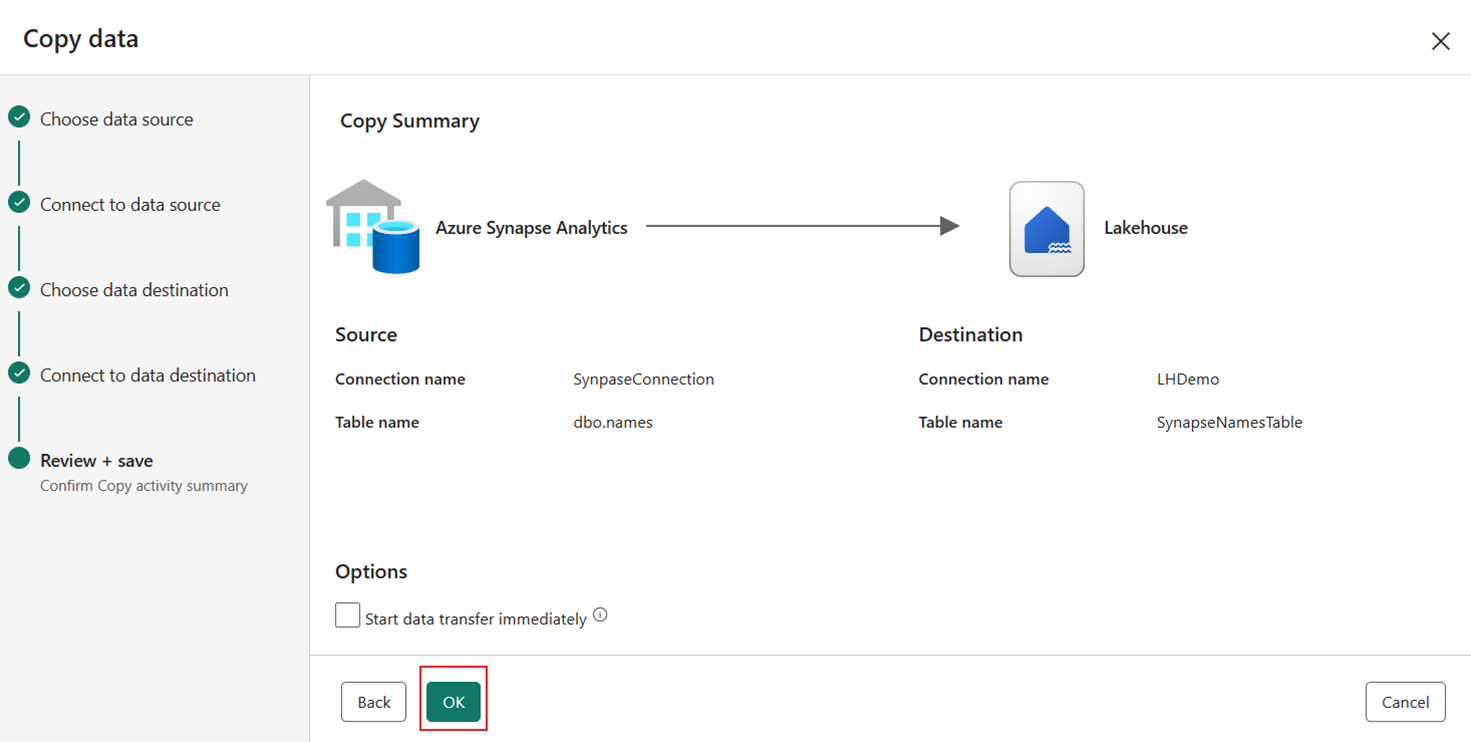 Copy data
Choose data source
Connect to data source
Choose data destination
Connect to data destination
Review + save
Confirm Copy activity summary
Copy Summary
Azure Synapse Analytics
Lakehouse
Source
Destination
Connection name SynpaseConnection
Connection name LHDemo
Table name dbo.names
Table name SynapseNamesTable
Options
Start data transfer immediately
Back
OK
Cancel